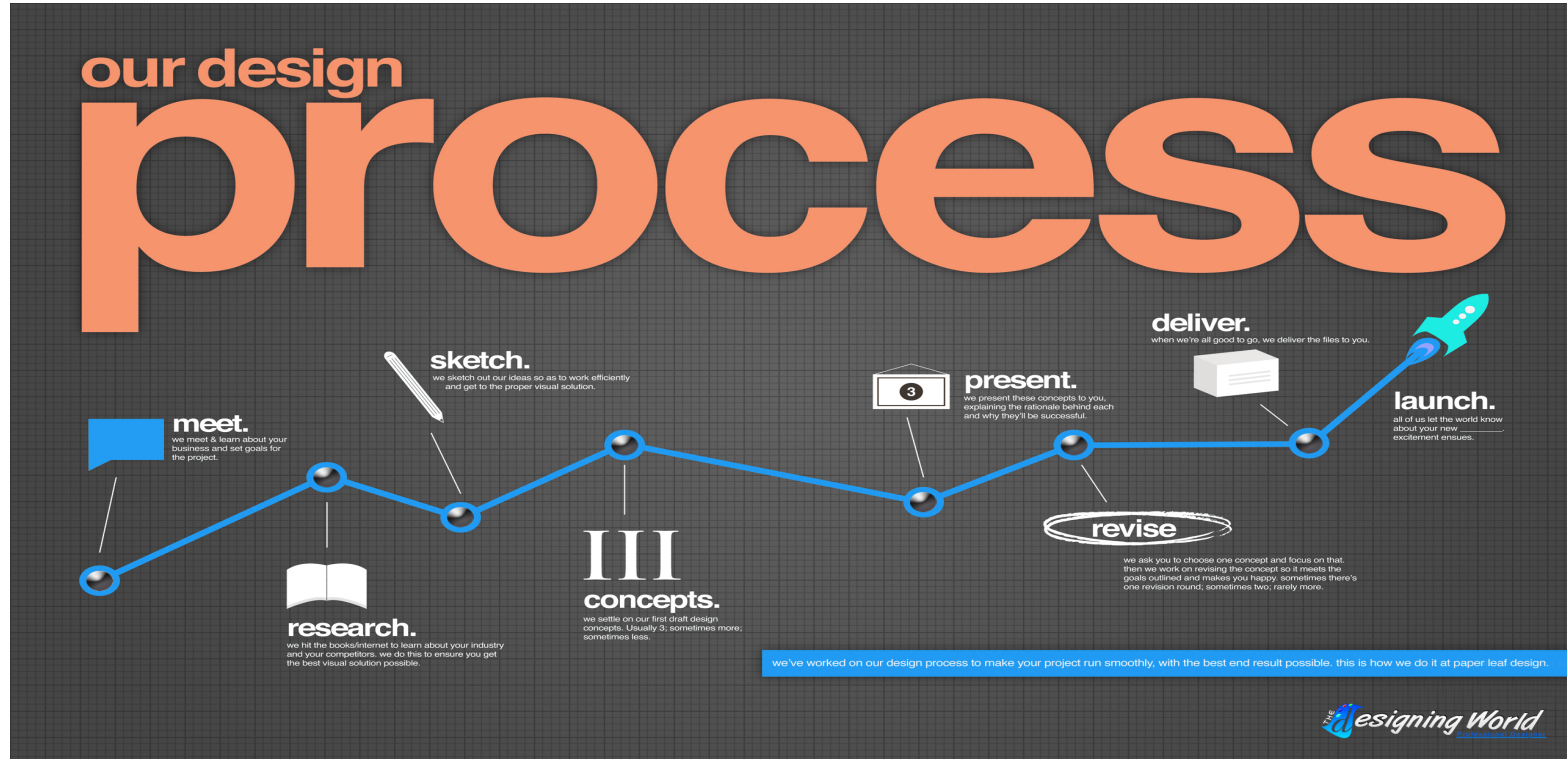 our design
process
meet.
we meet & learn about your
business and set goals for
the project.
research.
we hit the books/internet to learn about your industry
and your competitors. we do this to ensure you get
the best visual solution possible.
sketch.
we sketch out our ideas so as to work efficiently
and get to the proper visual solution.
III
concepts.
we settle on our first draft design
concepts. Usually 3; sometimes more;
sometimes less.
3
present.
we present these concepts to you,
explaining the rationale behind each
and why they'll be successful.
revise
we ask you to choose one concept and focus on that.
then we work on revising the concept so it meets the
goals outlined and makes you happy. sometimes there's
one revision round; sometimes two; rarely more.
deliver.
when we're all good to go, we deliver the files to you.
launch.
all of us let the world know
about your new ________.
excitement ensues.
we've worked on our design process to make your project run smoothly, with the best end result possible. this is how we do it at paper leaf design.
THE designing World